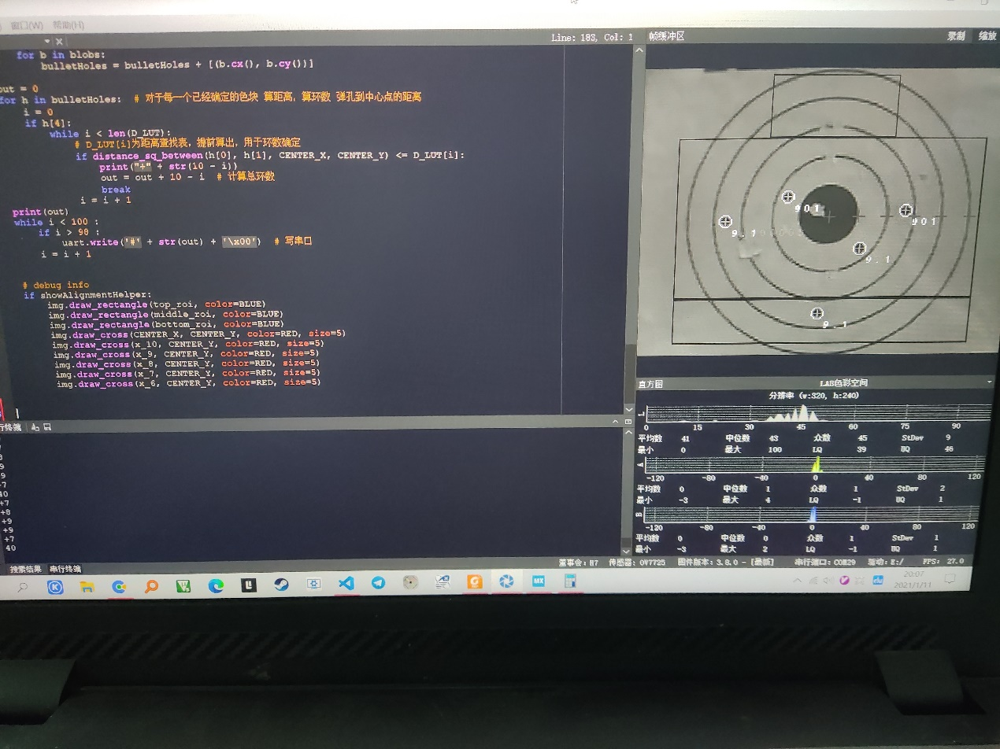 窗口(W) 帮助(H)
Line: 183, Col: 1
帧缓冲区
录制 缩放
for b in blobs:
bulletHoles = bulletHoles + [(b.cx(), b.cy())]
out = 0
for h in bulletHoles: # 对于每一个已经确定的色块 算距离，算环数 弹孔到中心点的距离
i = 0
if h[4]:
while i < len(D_LUT):
# D_LUT[i]为距离查找表，提前算出，用于环数确定
if distance_sq_between(h[0], h[1], CENTER_X, CENTER_Y) <= D_LUT[i]:
print("+" + str(10 - i))
out = out + 10 - i # 计算总环数
break
i = i + 1
print(out)
while i < 100 :
if i > 98 :
uart.write('#' + str(out) + '\x00') # 写串口
i = i + 1
# debug info
if showAlignmentHelper:
img.draw_rectangle(top_roi, color=BLUE)
img.draw_rectangle(middle_roi, color=BLUE)
img.draw_rectangle(bottom_roi, color=BLUE)
img.draw_cross(CENTER_X, CENTER_Y, color=RED, size=5)
img.draw_cross(x_10, CENTER_Y, color=RED, size=5)
img.draw_cross(x_9, CENTER_Y, color=RED, size=5)
img.draw_cross(x_8, CENTER_Y, color=RED, size=5)
img.draw_cross(x_7, CENTER_Y, color=RED, size=5)
img.draw_cross(x_6, CENTER_Y, color=RED, size=5)
901
901
9.1
9.1
9.1
直方图 LAB色彩空间
分辨率 (w:320, h:240)
L
0 15 30 45 60 75 90
平均数 41 中位数 43 众数 45 StDev 9
最小 0 最大 100 LQ 39 UQ 46
A
-120 -80 -40 0 40 80 120
平均数 0 中位数 1 众数 1 StDev 2
最小 -3 最大 4 LQ -1 UQ 1
B
-120 -80 -40 0 40 80 120
平均数 0 中位数 0 众数 1 StDev 1
最小 -3 最大 2 LQ -1 UQ 1
行终端
+7
+8
+9
+9
+7
40
搜索结果 串行终端
董事会: H7 传感器: OV7725 固件版本: 3.8.0 - [最新] 串行端口: COM29 驱动: E:/ FPS: 27.0
20:07
2021/1/11